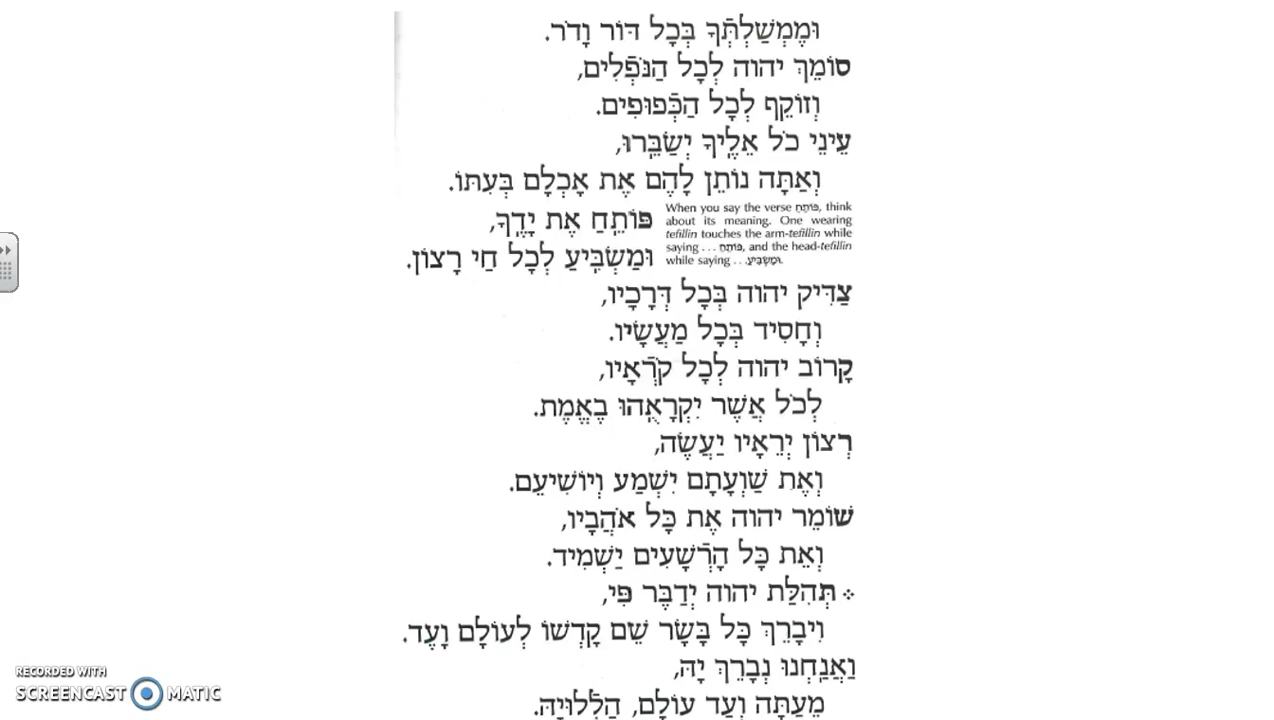 וּמֶמְשַׁלְתְּֿךָ בְּכָל דּוֹר וָדֹר.
סוֹמֵךְ יהוה לְכָל הַנֹּפְֿלִים,
וְזוֹקֵף לְכָל הַכְּֿפוּפִים.
עֵינֵי כֹל אֵלֶיךָ יְשַׂבֵּרוּ,
וְאַתָּה נוֹתֵן לָהֶם אֶת אָכְלָם בְּעִתּוֹ.
פּוֹתֵחַ אֶת יָדֶךָ,
וּמַשְׂבִּיעַ לְכָל חַי רָצוֹן.
When you say the verse פּוֹתֵחַ, think
about its meaning. One wearing
tefillin touches the arm-tefillin while
saying . . . פּוֹתֵחַ, and the head-tefillin
while saying . . .וּמַשְׂבִּיעַ.
צַדִּיק יהוה בְּכָל דְּרָכָיו,
וְחָסִיד בְּכָל מַעֲשָׂיו.
קָרוֹב יהוה לְכָל קֹרְֿאָיו,
לְכֹל אֲשֶׁר יִקְרָאֻהוּ בֶאֱמֶת.
רְצוֹן יְרֵאָיו יַעֲשֶׂה,
וְאֶת שַׁוְעָתָם יִשְׁמַע וְיוֹשִׁיעֵם.
שׁוֹמֵר יהוה אֶת כָּל אֹהֲבָיו,
וְאֵת כָּל הָרְֿשָׁעִים יַשְׁמִיד.
⁘ תְּהִלַּת יהוה יְדַבֶּר פִּי,
וִיבָרֵךְ כָּל בָּשָׂר שֵׁם קָדְשׁוֹ לְעוֹלָם וָעֶד.
וַאֲנַחְנוּ נְבָרֵךְ יָהּ,
מֵעַתָּה וְעַד עוֹלָם, הַלְֿלוּיָהּ.
RECORDED WITH
SCREENCAST MATIC